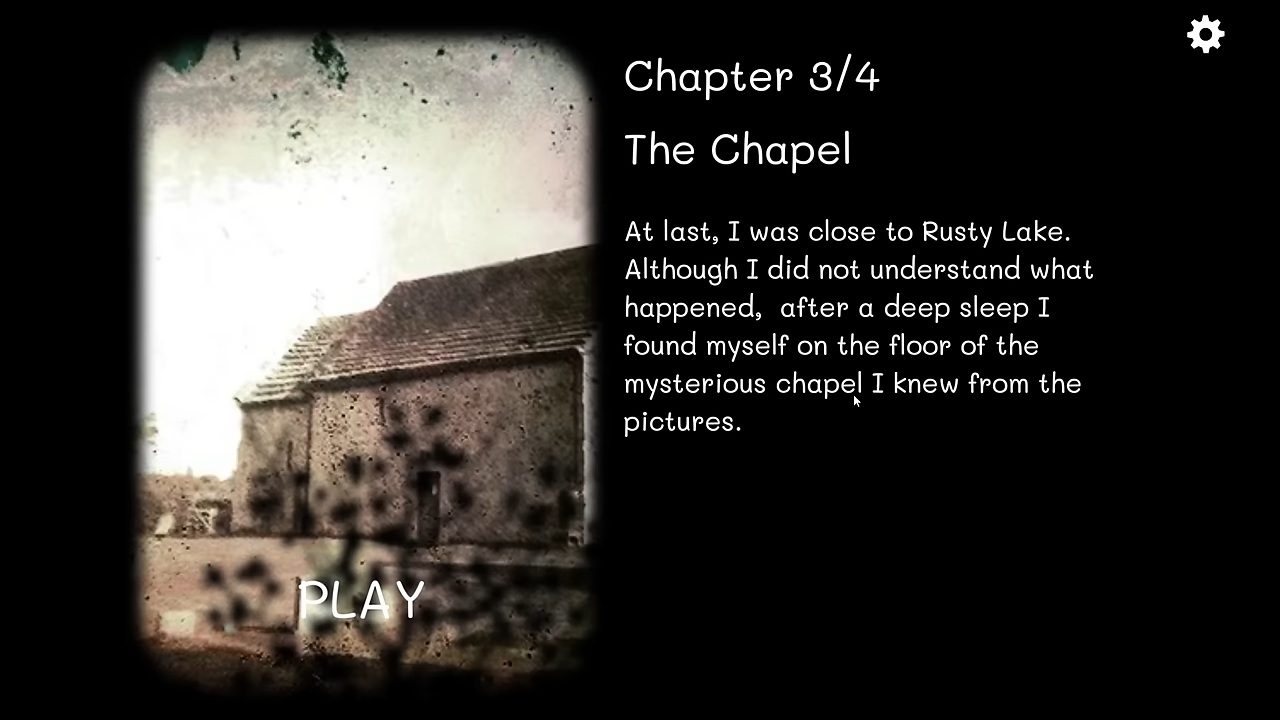 Chapter 3/4
The Chapel
At last, I was close to Rusty Lake.
Although I did not understand what
happened,  after a deep sleep I
found myself on the floor of the
mysterious chapel I knew from the
pictures.
PLAY